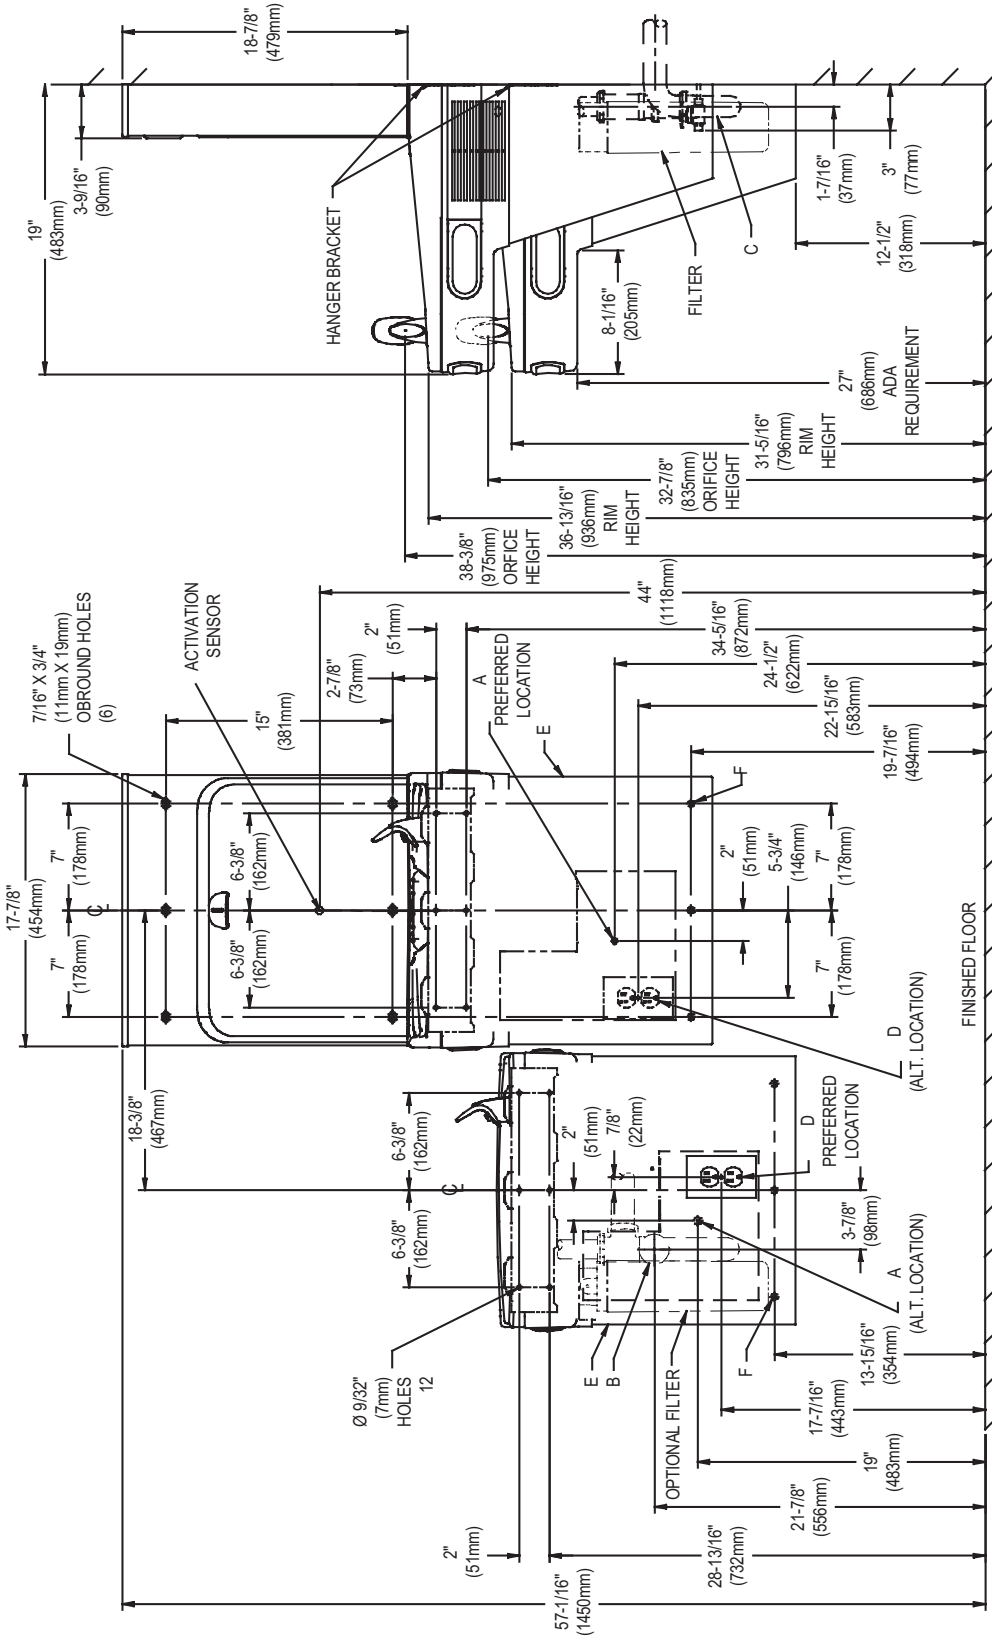 18-7/8"
(479mm)
19"
(483mm)
3-9/16"
(90mm)
HANGER BRACKET
1-7/16"
(37mm)
3"
(77mm)
12-1/2"
(318mm)
FILTER
C
8-1/16"
(205mm)
27"
(686mm)
ADA
REQUIREMENT
31-5/16"
(796mm)
RIM
HEIGHT
32-7/8"
(835mm)
ORIFICE
HEIGHT
36-13/16"
(936mm)
RIM
HEIGHT
38-3/8"
(975mm)
ORFICE
HEIGHT
7/16" X 3/4"
(11mm X 19mm)
OBROUND HOLES
(6)
ACTIVATION
SENSOR
15"
(381mm)
2-7/8"
(73mm)
2"
(51mm)
44"
(1118mm)
34-5/16"
(872mm)
A
PREFERRED
LOCATION
E
24-1/2"
(622mm)
22-15/16"
(583mm)
19-7/16"
(494mm)
F
17-7/8"
(454mm)
7"
(178mm)
CL
7"
(178mm)
6-3/8"
(162mm)
6-3/8"
(162mm)
2"
(51mm)
5-3/4"
(146mm)
7"
(178mm)
7"
(178mm)
FINISHED FLOOR
D
(ALT. LOCATION)
18-3/8"
(467mm)
6-3/8"
(162mm)
CL
6-3/8"
(162mm)
2"
(51mm)
7/8"
(22mm)
D
PREFERRED
LOCATION
3-7/8"
(98mm)
A
(ALT. LOCATION)
Ø 9/32"
(7mm)
HOLES
12
E
B
OPTIONAL FILTER
F
13-15/16"
(354mm)
17-7/16"
(443mm)
19"
(483mm)
21-7/8"
(556mm)
2"
(51mm)
28-13/16"
(732mm)
57-1/16"
(1450mm)